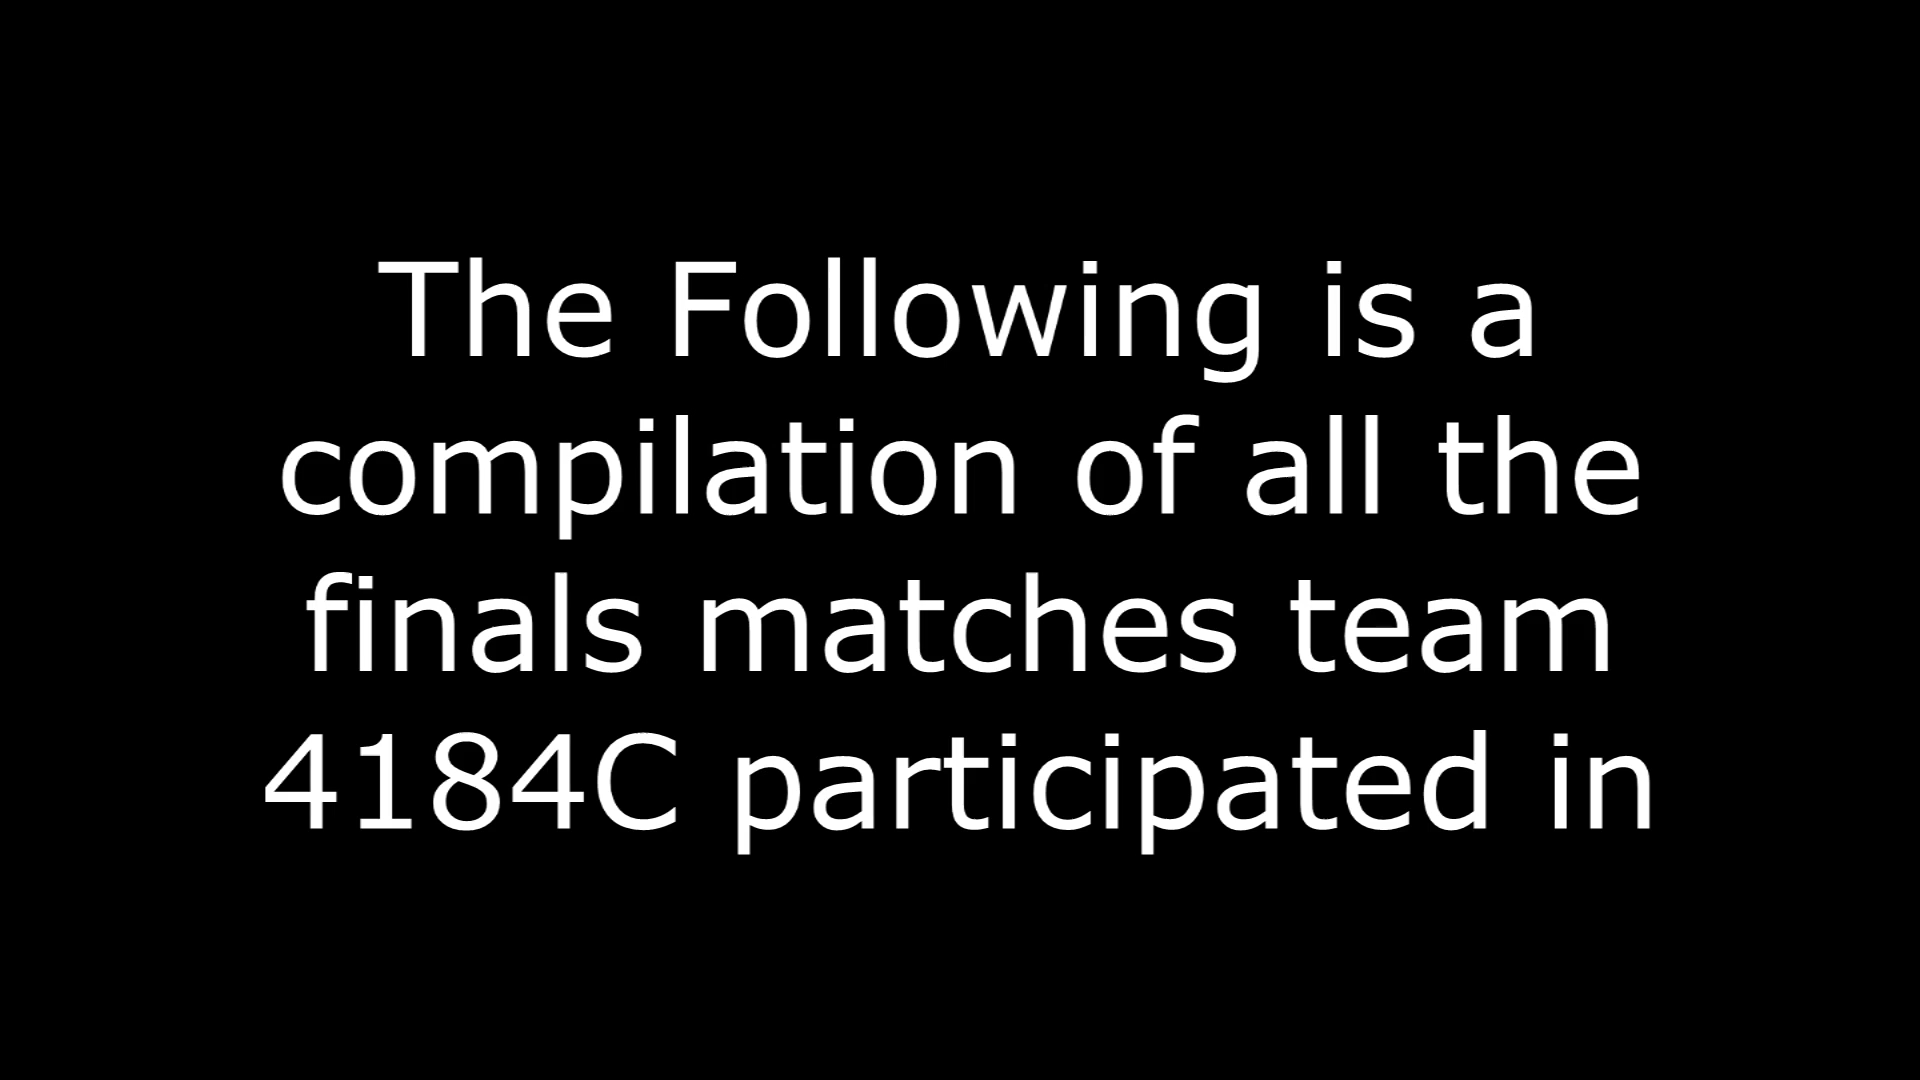 The Following is a
compilation of all the
finals matches team
4184C participated in